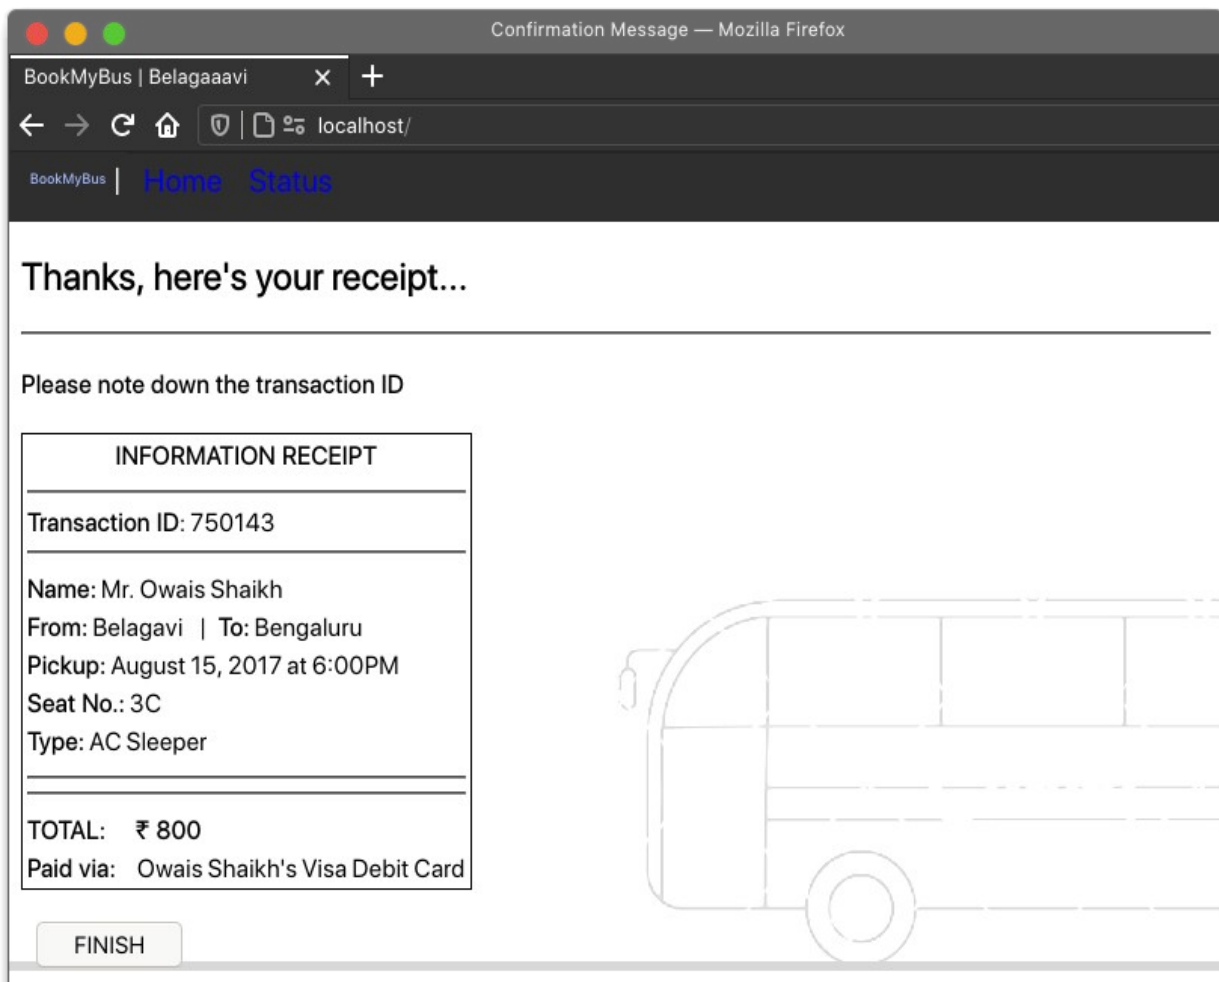 Confirmation Message — Mozilla Firefox
BookMyBus | Belagaaavi
localhost/
BookMyBus | Home Status
Thanks, here's your receipt...
Please note down the transaction ID
INFORMATION RECEIPT
Transaction ID: 750143
Name: Mr. Owais Shaikh
From: Belagavi | To: Bengaluru
Pickup: August 15, 2017 at 6:00PM
Seat No.: 3C
Type: AC Sleeper
TOTAL: ₹ 800
Paid via: Owais Shaikh's Visa Debit Card
FINISH